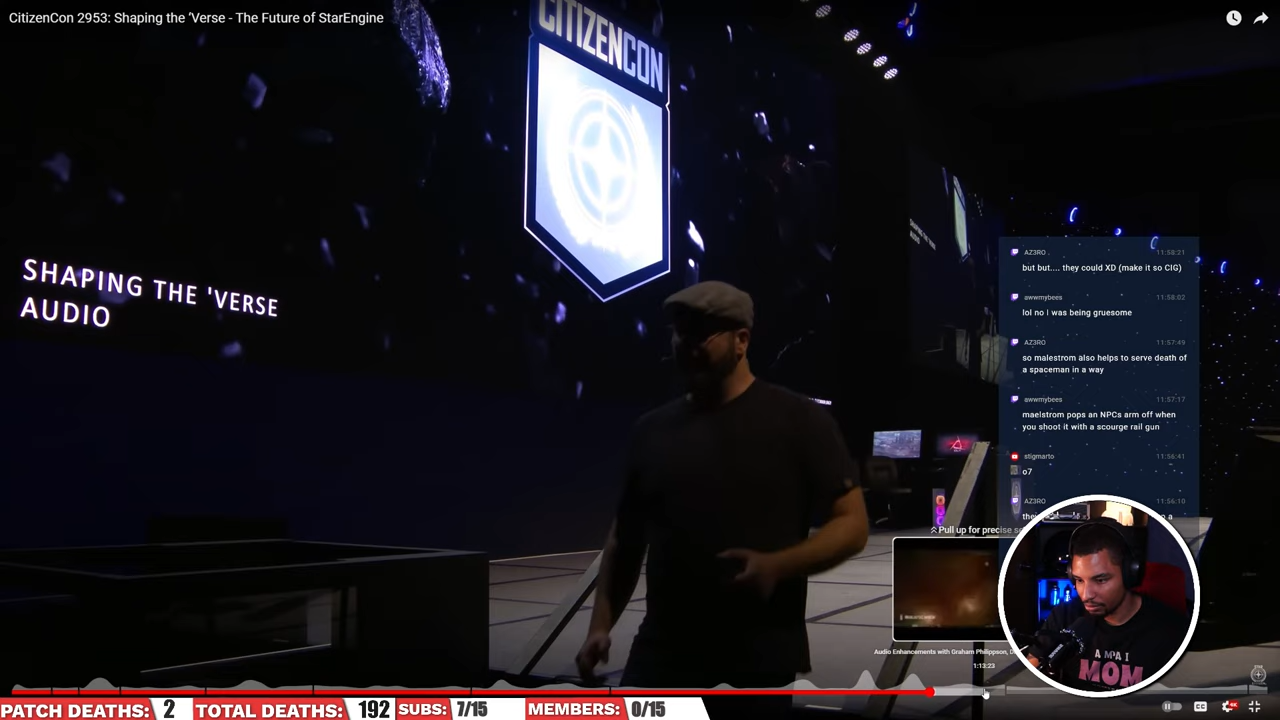 CitizenCon 2953: Shaping the 'Verse - The Future of StarEngine
CITIZENCON
SHAPING THE 'VERSE
AUDIO
AZ3RO 11:58:21
but but.... they could XD (make it so CIG)
awwmybees 11:58:02
lol no I was being gruesome
AZ3RO 11:57:49
so malestrom also helps to serve death of
a spaceman in a way
awwmybees 11:57:17
maelstrom pops an NPCs arm off when
you shoot it with a scourge rail gun
stigmarto 11:56:41
o7
AZ3RO 11:56:10
Pull up for precise
Audio Enhancements with Graham Phillipson,
1:13:23
MOM
PATCH DEATHS: 2 TOTAL DEATHS: 192 SUBS: 7/15 MEMBERS: 0/15
CC
4K